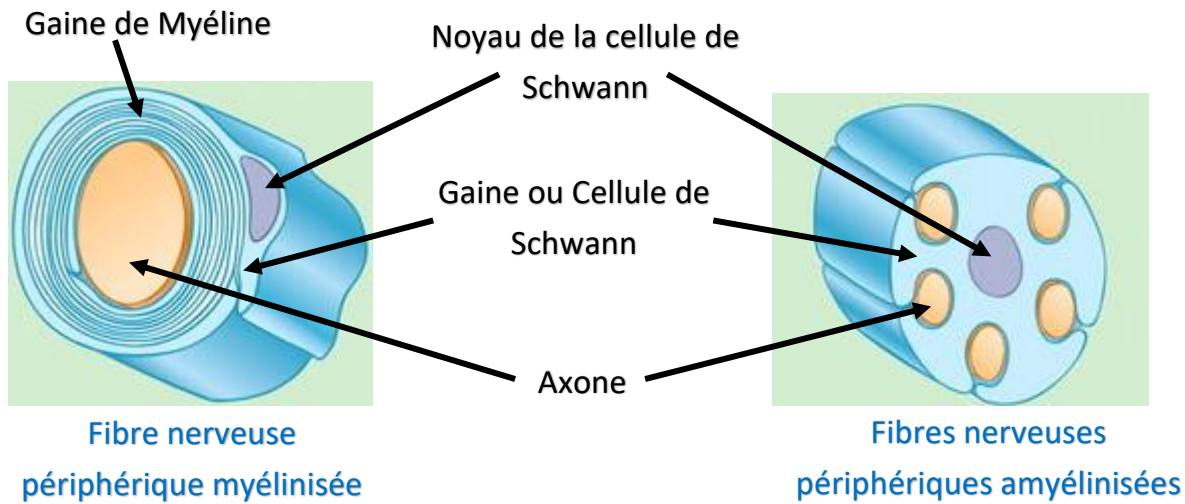 Gaine de Myéline
Noyau de la cellule de
Schwann
Gaine ou Cellule de
Schwann
Axone
Fibre nerveuse
périphérique myélinisée
Fibres nerveuses
périphériques amyélinisées